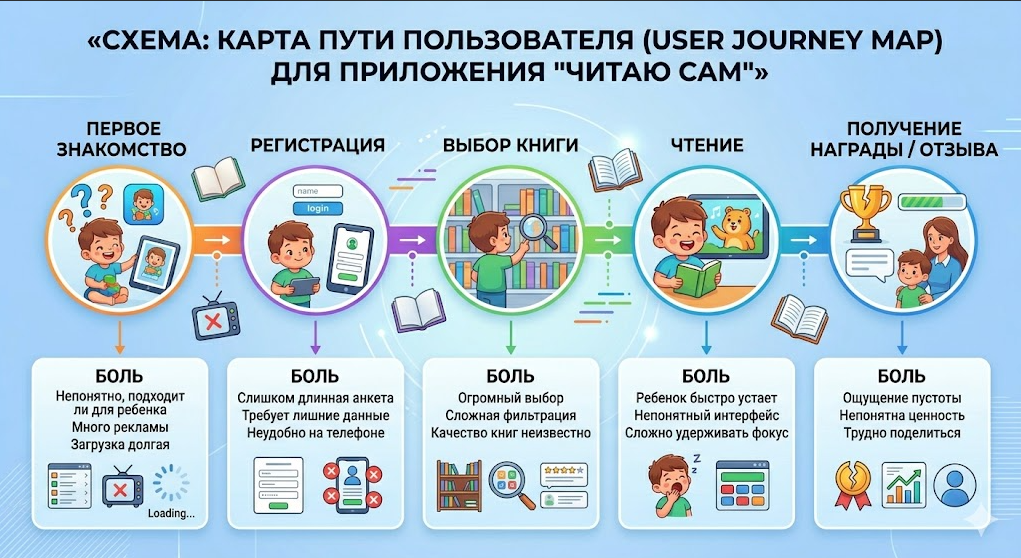 «СХЕМА: КАРТА ПУТИ ПОЛЬЗОВАТЕЛЯ (USER JOURNEY MAP)
ДЛЯ ПРИЛОЖЕНИЯ "ЧИТАЮ САМ"»
ПЕРВОЕ
ЗНАКОМСТВО
РЕГИСТРАЦИЯ
ВЫБОР КНИГИ
ЧТЕНИЕ
ПОЛУЧЕНИЕ
НАГРАДЫ / ОТЗЫВА
name
login
БОЛЬ
Непонятно, подходит
ли для ребенка
Много рекламы
Загрузка долгая
Loading...
БОЛЬ
Слишком длинная анкета
Требует лишние данные
Неудобно на телефоне
БОЛЬ
Огромный выбор
Сложная фильтрация
Качество книг неизвестно
БОЛЬ
Ребенок быстро устает
Непонятный интерфейс
Сложно удерживать фокус
z
z
БОЛЬ
Ощущение пустоты
Непонятна ценность
Трудно поделиться